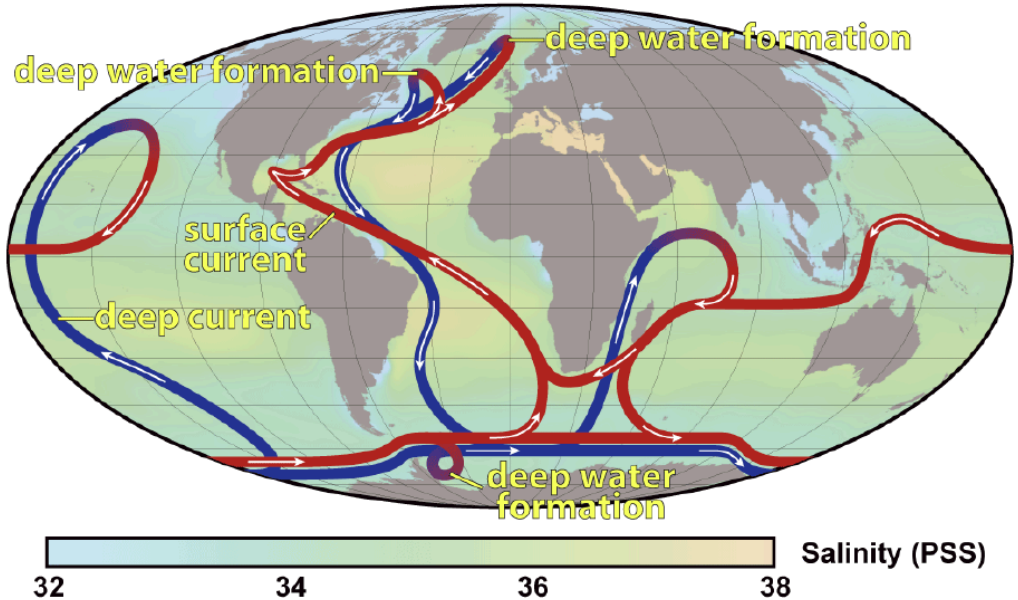 deep water formation
deep water formation
surface
current
deep current
deep water
formation
32 34 36 38
Salinity (PSS)